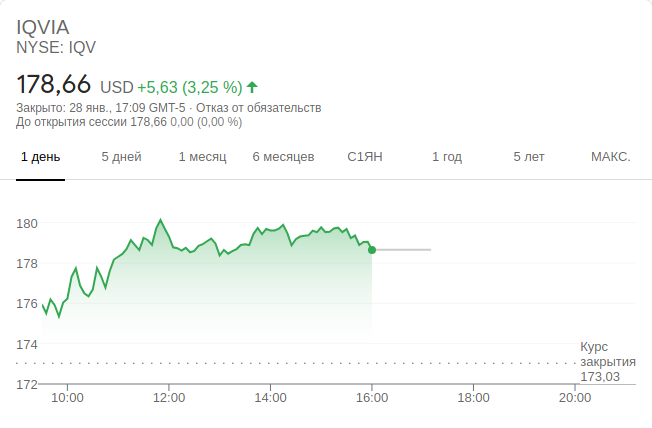 IQVIA
NYSE: IQV
178,66 USD +5,63 (3,25 %)
Закрыто: 28 янв., 17:09 GMT-5 · Отказ от обязательств
До открытия сессии 178,66 0,00 (0,00 %)
1 день 5 дней 1 месяц 6 месяцев С1ЯН 1 год 5 лет МАКС.
180
178
176
174
Курс
закрытия
173,03
172
10:00 12:00 14:00 16:00 18:00 20:00